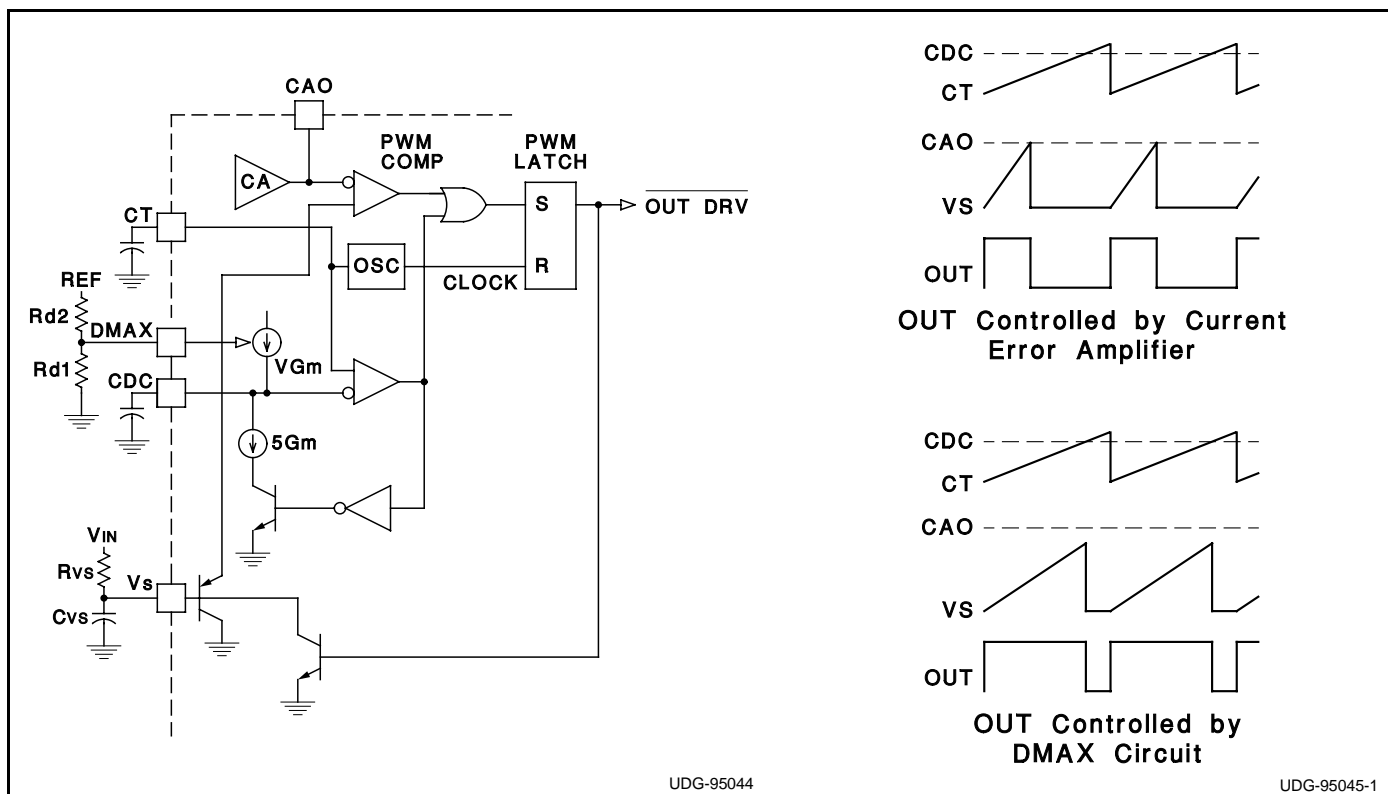 CAO
PWM
COMP
PWM
LATCH
CA
S
OUT DRV
CT
OSC
CLOCK
R
REF
Rd2
DMAX
Rd1
VGm
CDC
5Gm
VIN
Rvs
Vs
Cvs
UDG-95044
CDC
CT
CAO
VS
OUT
OUT Controlled by Current
Error Amplifier
CDC
CT
CAO
VS
OUT
OUT Controlled by
DMAX Circuit
UDG-95045-1